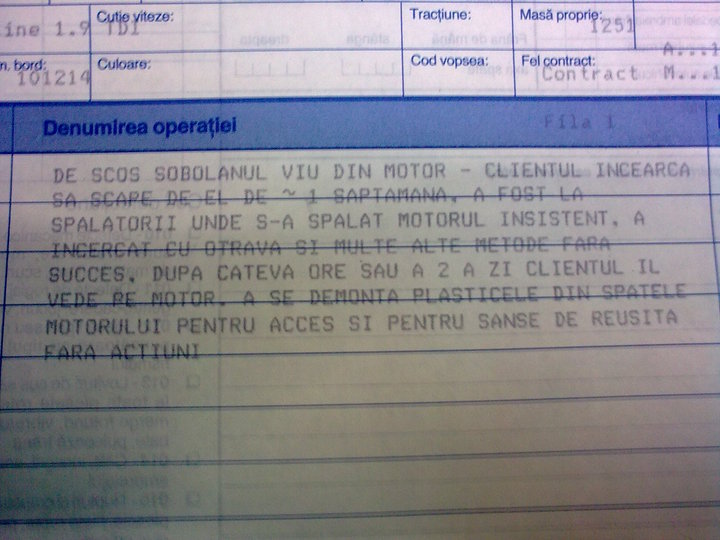 Cutie viteze:
Tracțiune:
Masă proprie:
ine 1.9 TDI
1251
n. bord:
Culoare:
Cod vopsea:
Fel contract:
A...1
101214
Contract M...1
Denumirea operației
Fila 1
DE SCOS SOBOLANUL VIU DIN MOTOR - CLIENTUL INCEARCA
SA SCAPE DE EL DE ~ 1 SAPTAMANA. A FOST LA
SPALATORII UNDE S-A SPALAT MOTORUL INSISTENT. A
INCERCAT CU OTRAVA SI MULTE ALTE METODE FARA
SUCCES. DUPA CATEVA ORE SAU A 2 A ZI CLIENTUL IL
VEDE PE MOTOR. A SE DEMONTA PLASTICELE DIN SPATELE
MOTORULUI PENTRU ACCES SI PENTRU SANSE DE REUSITA
FARA ACTIUNI